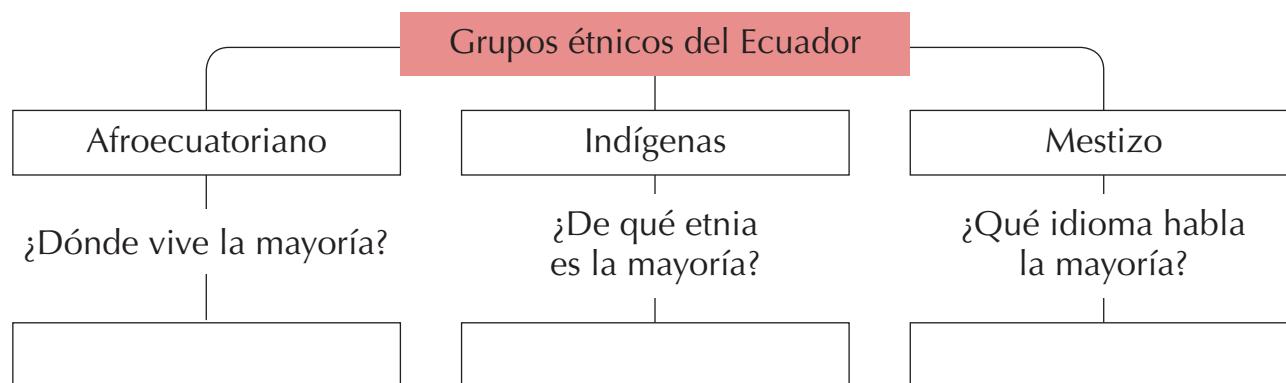 Grupos étnicos del Ecuador
Afroecuatoriano
Indígenas
Mestizo
¿Dónde vive la mayoría?
¿De qué etnia
es la mayoría?
¿Qué idioma habla
la mayoría?